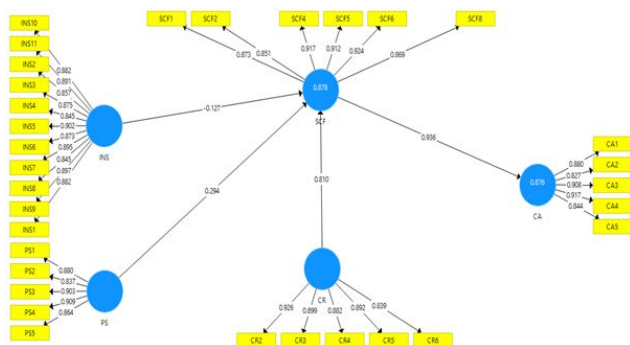 INS10
INS11
INS2
INS3
INS4
INS5
INS6
INS7
INS8
INS9
INS1
0.882
0.891
0.857
0.875
0.845
0.902
0.873
0.895
0.845
0.897
0.882
INS
SCF1
SCF2
SCF4
SCF5
SCF6
SCF8
0.873
0.851
0.917
0.912
0.924
0.869
0.878
SCF
-0.127
0.294
0.810
0.936
PS1
PS2
PS3
PS4
PS5
0.880
0.837
0.903
0.909
0.864
PS
CR
0.926
0.899
0.882
0.892
0.839
CR2
CR3
CR4
CR5
CR6
0.876
CA
0.880
0.827
0.908
0.917
0.844
CA1
CA2
CA3
CA4
CA5